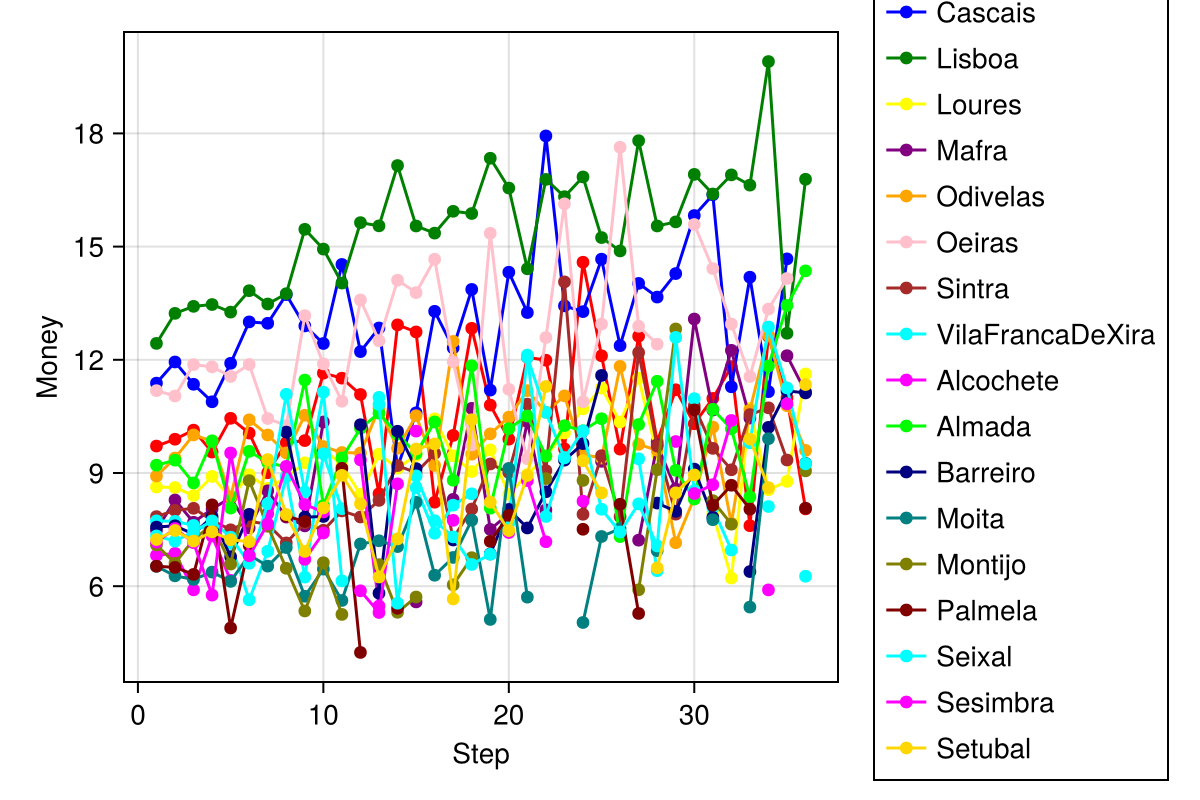 Money
18
15
12
9
6
0
10
20
30
Step
Cascais
Lisboa
Loures
Mafra
Odivelas
Oeiras
Sintra
VilaFrancaDeXira
Alcochete
Almada
Barreiro
Moita
Montijo
Palmela
Seixal
Sesimbra
Setubal